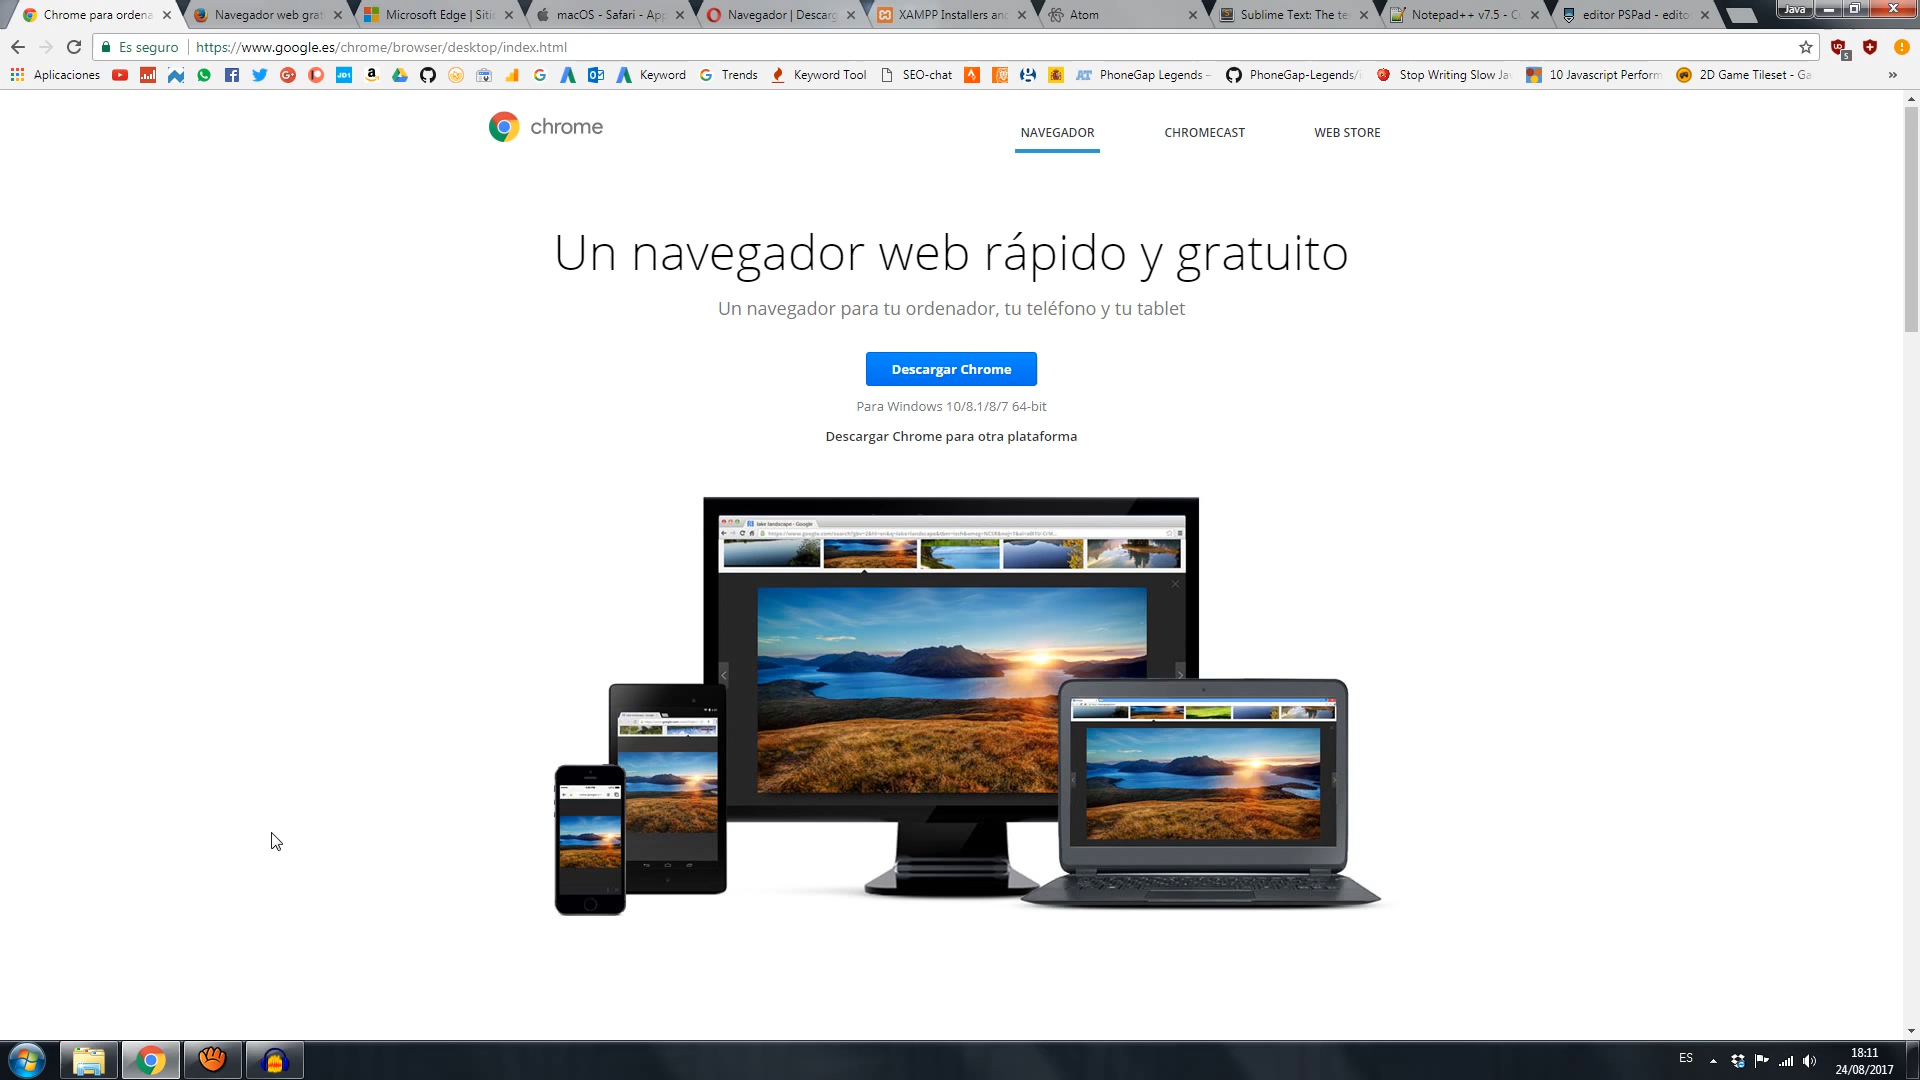 Chrome para ordena
Navegador web grat
Microsoft Edge | Siti
macOS - Safari - App
Navegador | Descarg
XAMPP Installers an
Atom
Sublime Text: The te
Notepad++ v7.5 - C
editor PSPad - edito
Java
Es seguro
https://www.google.es/chrome/browser/desktop/index.html
Aplicaciones
Keyword
Trends
Keyword Tool
SEO-chat
PhoneGap Legends -
PhoneGap-Legends/
Stop Writing Slow Ja
10 Javascript Perform
2D Game Tileset - Ga
chrome
NAVEGADOR
CHROMECAST
WEB STORE
Un navegador web rápido y gratuito
Un navegador para tu ordenador, tu teléfono y tu tablet
Descargar Chrome
Para Windows 10/8.1/8/7 64-bit
Descargar Chrome para otra plataforma
lake landscape - Google
ES
18:11
24/08/2017